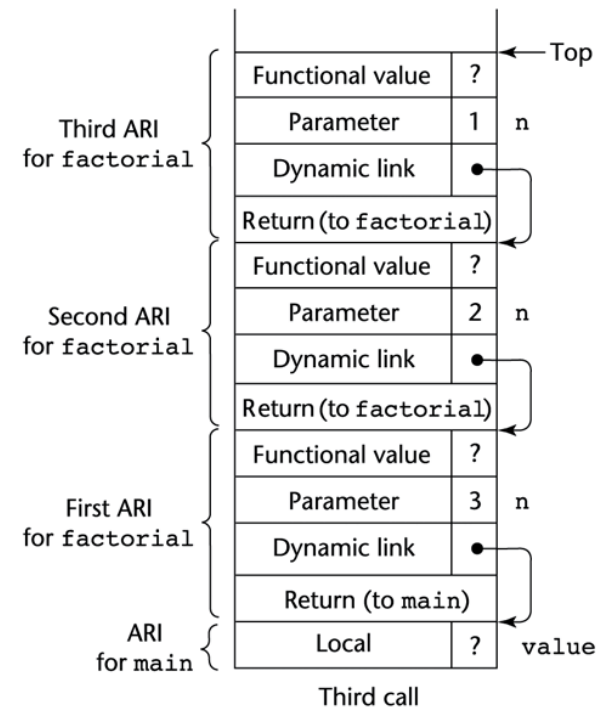 Top
Functional value ?
Third ARI
for factorial
Parameter 1 n
Dynamic link
Return (to factorial)
Functional value ?
Second ARI
for factorial
Parameter 2 n
Dynamic link
Return (to factorial)
Functional value ?
First ARI
for factorial
Parameter 3 n
Dynamic link
Return (to main)
ARI
for main
Local ? value
Third call